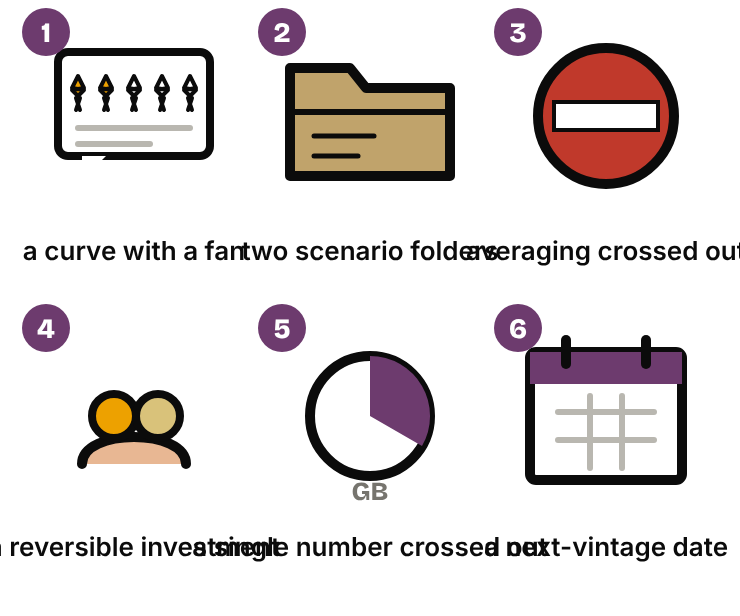 1
2
3
a curve with a fan
two scenario folders
averaging crossed out
4
5
6
GB
a reversible investment
a single number crossed out
a next-vintage date